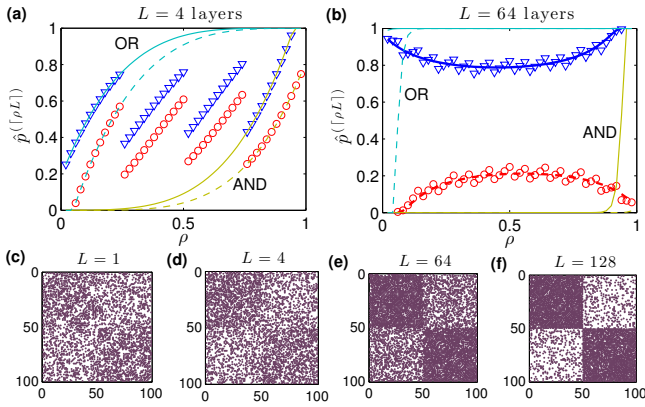 (a) L = 4 layers
1
0.8
0.6
0.4
0.2
0
p̂^(⌈ρL⌉)
OR
AND
0 0.5 1
ρ
(b) L = 64 layers
1
0.8
0.6
0.4
0.2
0
p̂^(⌈ρL⌉)
OR
AND
0 0.5 1
ρ
(c) L = 1
0
50
100
0 50 100
(d) L = 4
0
50
100
0 50 100
(e) L = 64
0
50
100
0 50 100
(f) L = 128
0
50
100
0 50 100